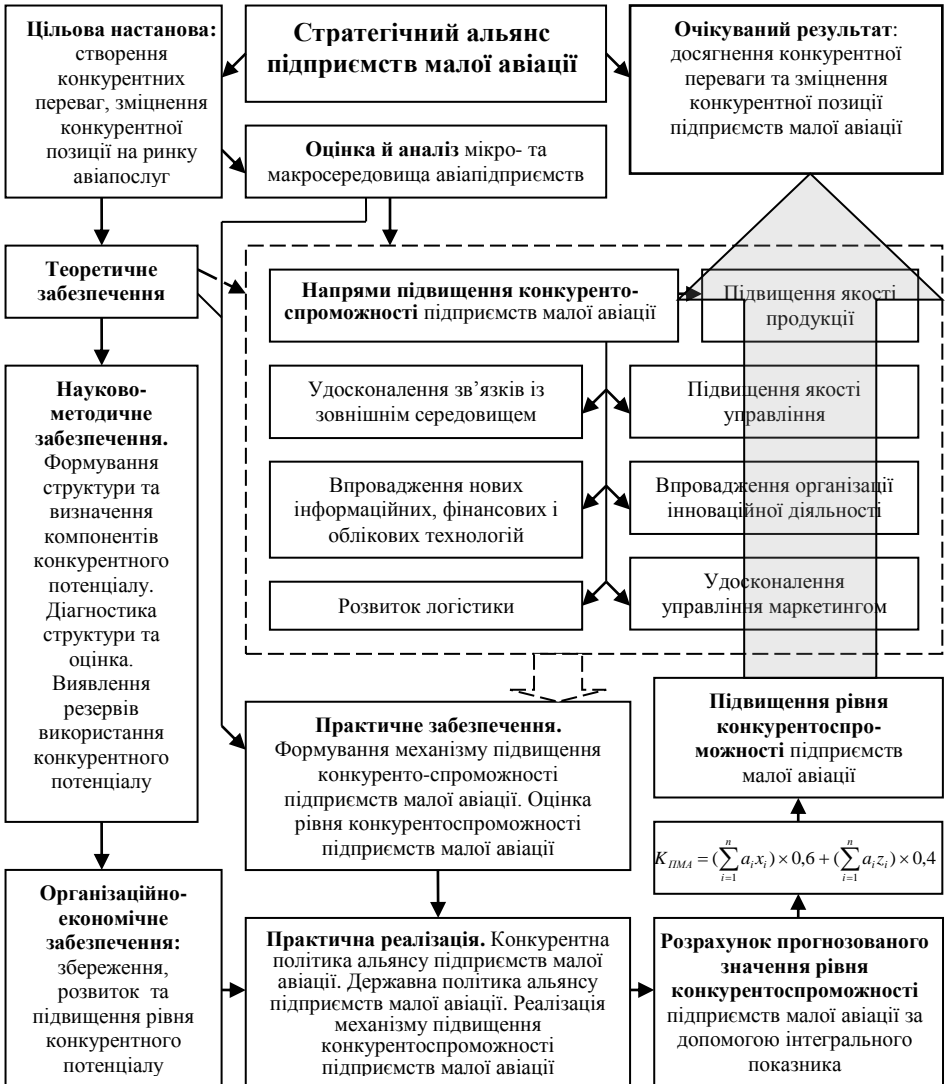 Цільова настанова:
створення
конкурентних
переваг, зміцнення
конкурентної
позиції на ринку
авіапослуг
Стратегічний альянс
підприємств малої авіації
Очікуваний результат:
досягнення конкурентної
переваги та зміцнення
конкурентної позиції
підприємств малої авіації
Оцінка й аналіз мікро- та
макросередовища авіапідприємств
Теоретичне
забезпечення
Напрями підвищення конкуренто-
спроможності підприємств малої авіації
Підвищення якості
продукції
Удосконалення зв’язків із
зовнішнім середовищем
Підвищення якості
управління
Впровадження нових
інформаційних, фінансових і
облікових технологій
Впровадження організації
інноваційної діяльності
Розвиток логістики
Удосконалення
управління маркетингом
Науково-
методичне
забезпечення.
Формування
структури та
визначення
компонентів
конкурентного
потенціалу.
Діагностика
структури та
оцінка.
Виявлення
резервів
використання
конкурентного
потенціалу
Практичне забезпечення.
Формування механізму підвищення
конкуренто-спроможності
підприємств малої авіації. Оцінка
рівня конкурентоспроможності
підприємств малої авіації
Підвищення рівня
конкурентоспро-
можності підприємств
малої авіації
K_{ПМА} = (\sum_{i=1}^{n} a_i x_i) × 0,6 + (\sum_{i=1}^{n} a_i z_i) × 0,4
Організаційно-
економічне
забезпечення:
збереження,
розвиток та
підвищення рівня
конкурентного
потенціалу
Практична реалізація. Конкурентна
політика альянсу підприємств малої
авіації. Державна політика альянсу
підприємств малої авіації. Реалізація
механізму підвищення
конкурентоспроможності
підприємств малої авіації
Розрахунок прогнозованого
значення рівня
конкурентоспроможності
підприємств малої авіації за
допомогою інтегрального
показника